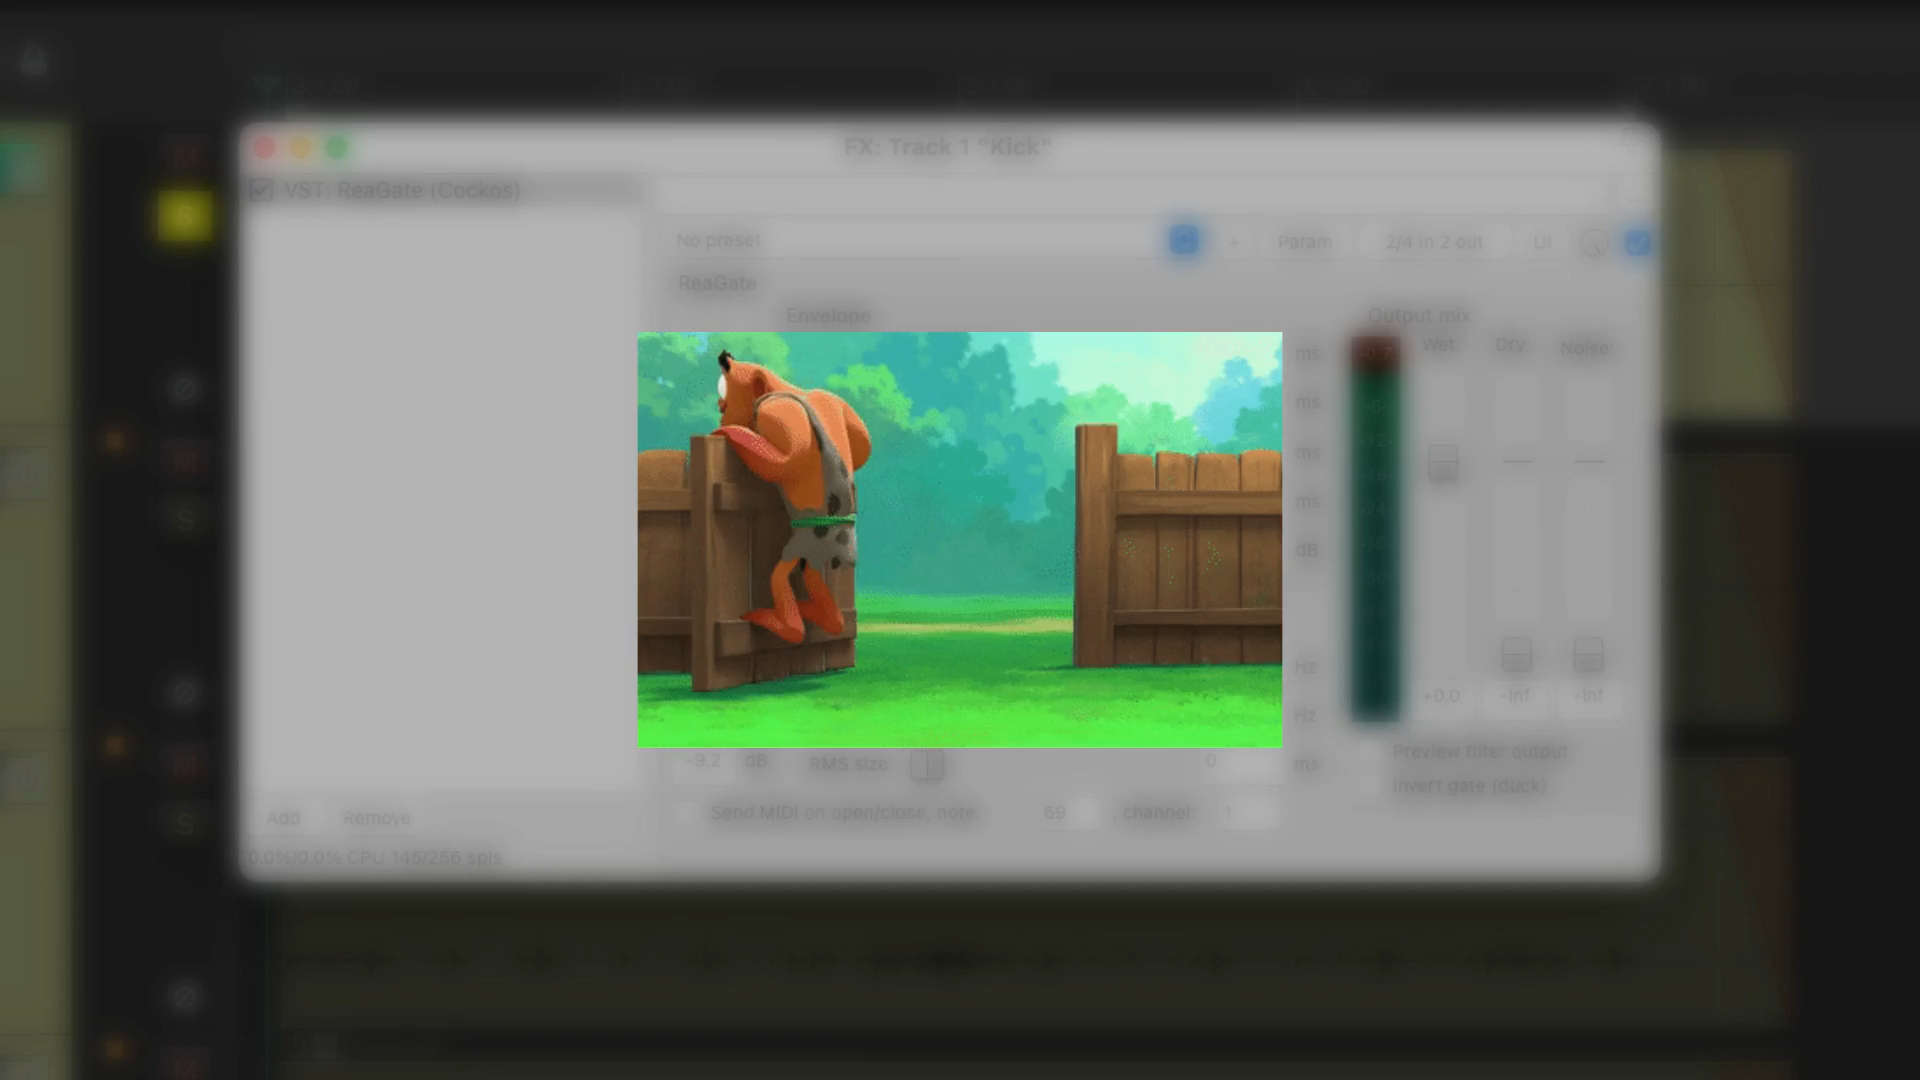 FX: Track 1 "Kick"
VST: ReaGate (Cockos)
No preset
+
Param
2/4 in 2 out
UI
ReaGate
Envelope
Output mix
Wet:
Dry:
Noise:
ms
ms
ms
ms
dB
Hz
Hz
+0.0
-inf
-inf
-9.2 dB
RMS size
0
ms
Preview filter output
Invert gate (duck)
Send MIDI on open/close, note:
69
, channel:
1
Add
Remove
0.0%/0.0% CPU 145/256 spls
M
S
M
S
M
S
M